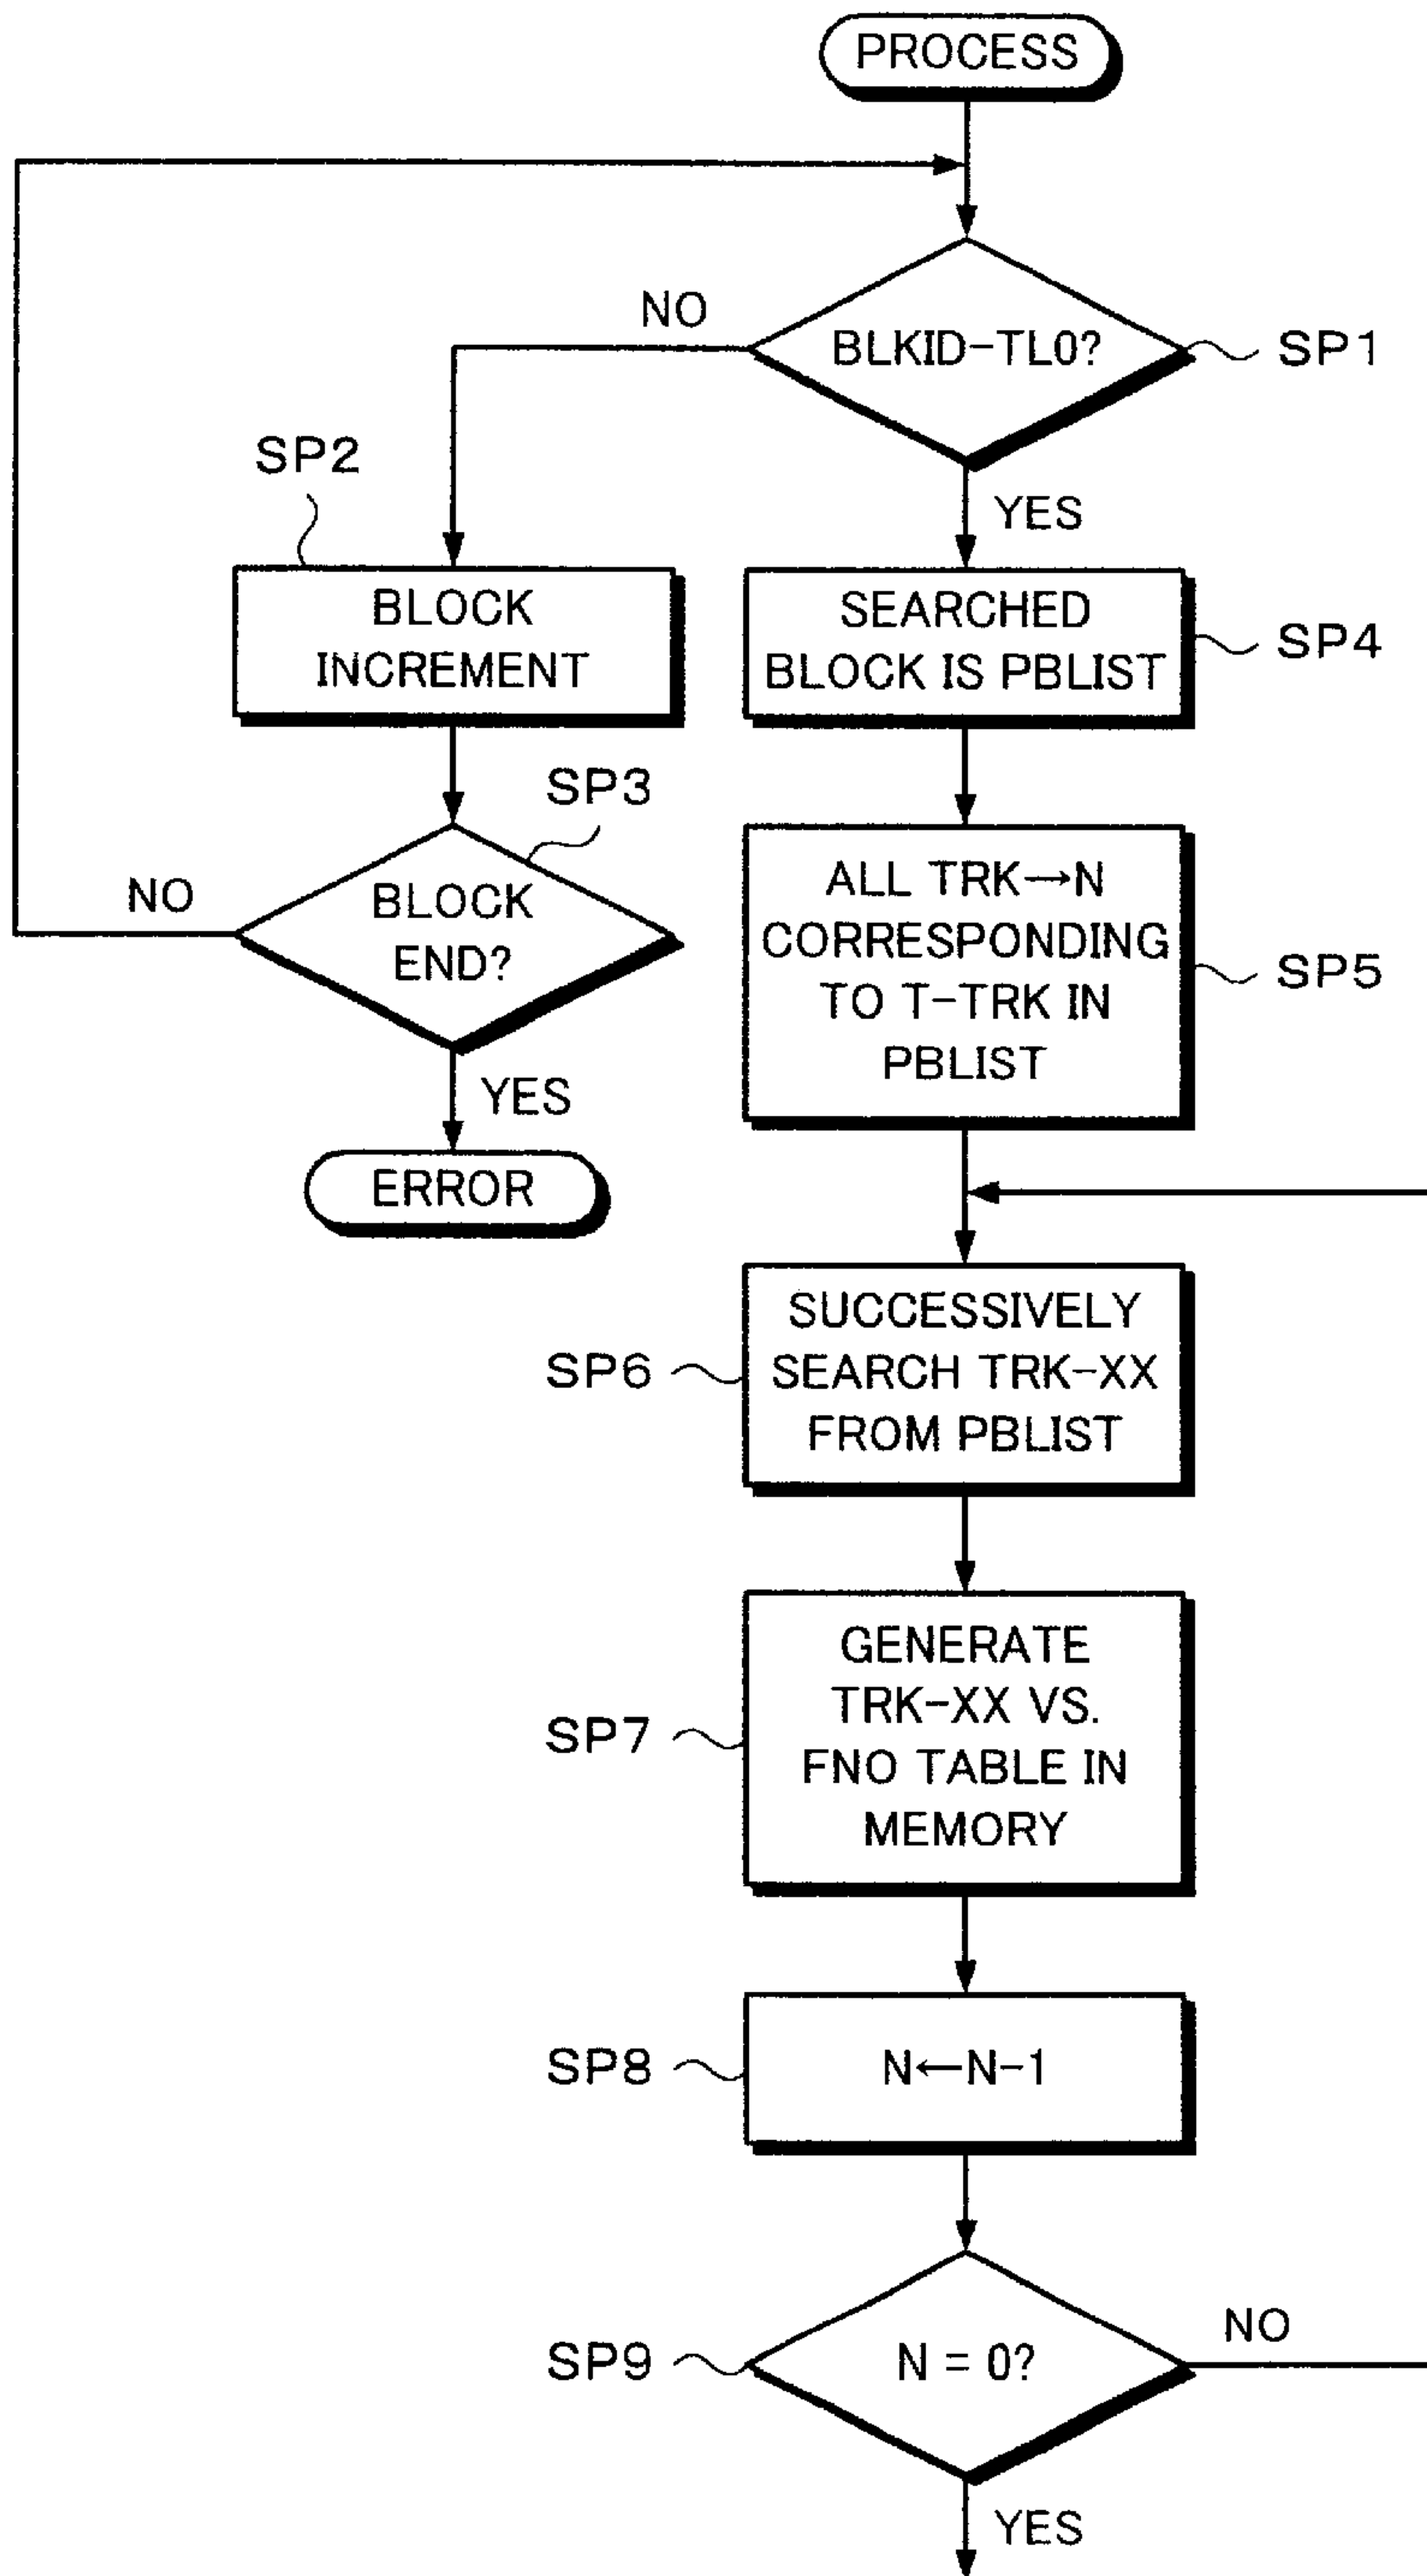 PROCESS
NO
BLKID-TL0?
SP1
SP2
YES
BLOCK
INCREMENT
SEARCHED
BLOCK IS PBLIST
SP4
SP3
NO
BLOCK
END?
ALL TRK→N
CORRESPONDING
TO T-TRK IN
PBLIST
SP5
YES
ERROR
SP6
SUCCESSIVELY
SEARCH TRK-XX
FROM PBLIST
SP7
GENERATE
TRK-XX VS.
FNO TABLE IN
MEMORY
SP8
N←N-1
SP9
N = 0?
NO
YES